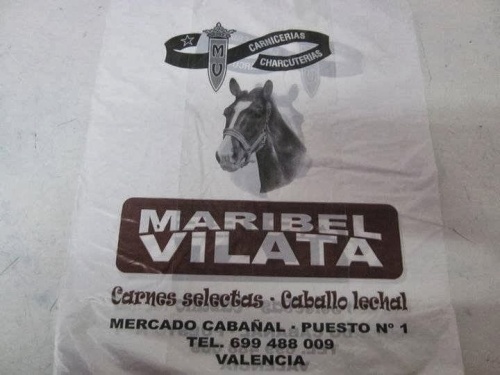 CARNICERIAS
CHARCUTERIAS
MV
MARIBEL
VILATA
Carnes selectas · Caballo lechal
MERCADO CABAÑAL · PUESTO Nº 1
TEL. 699 488 009
VALENCIA